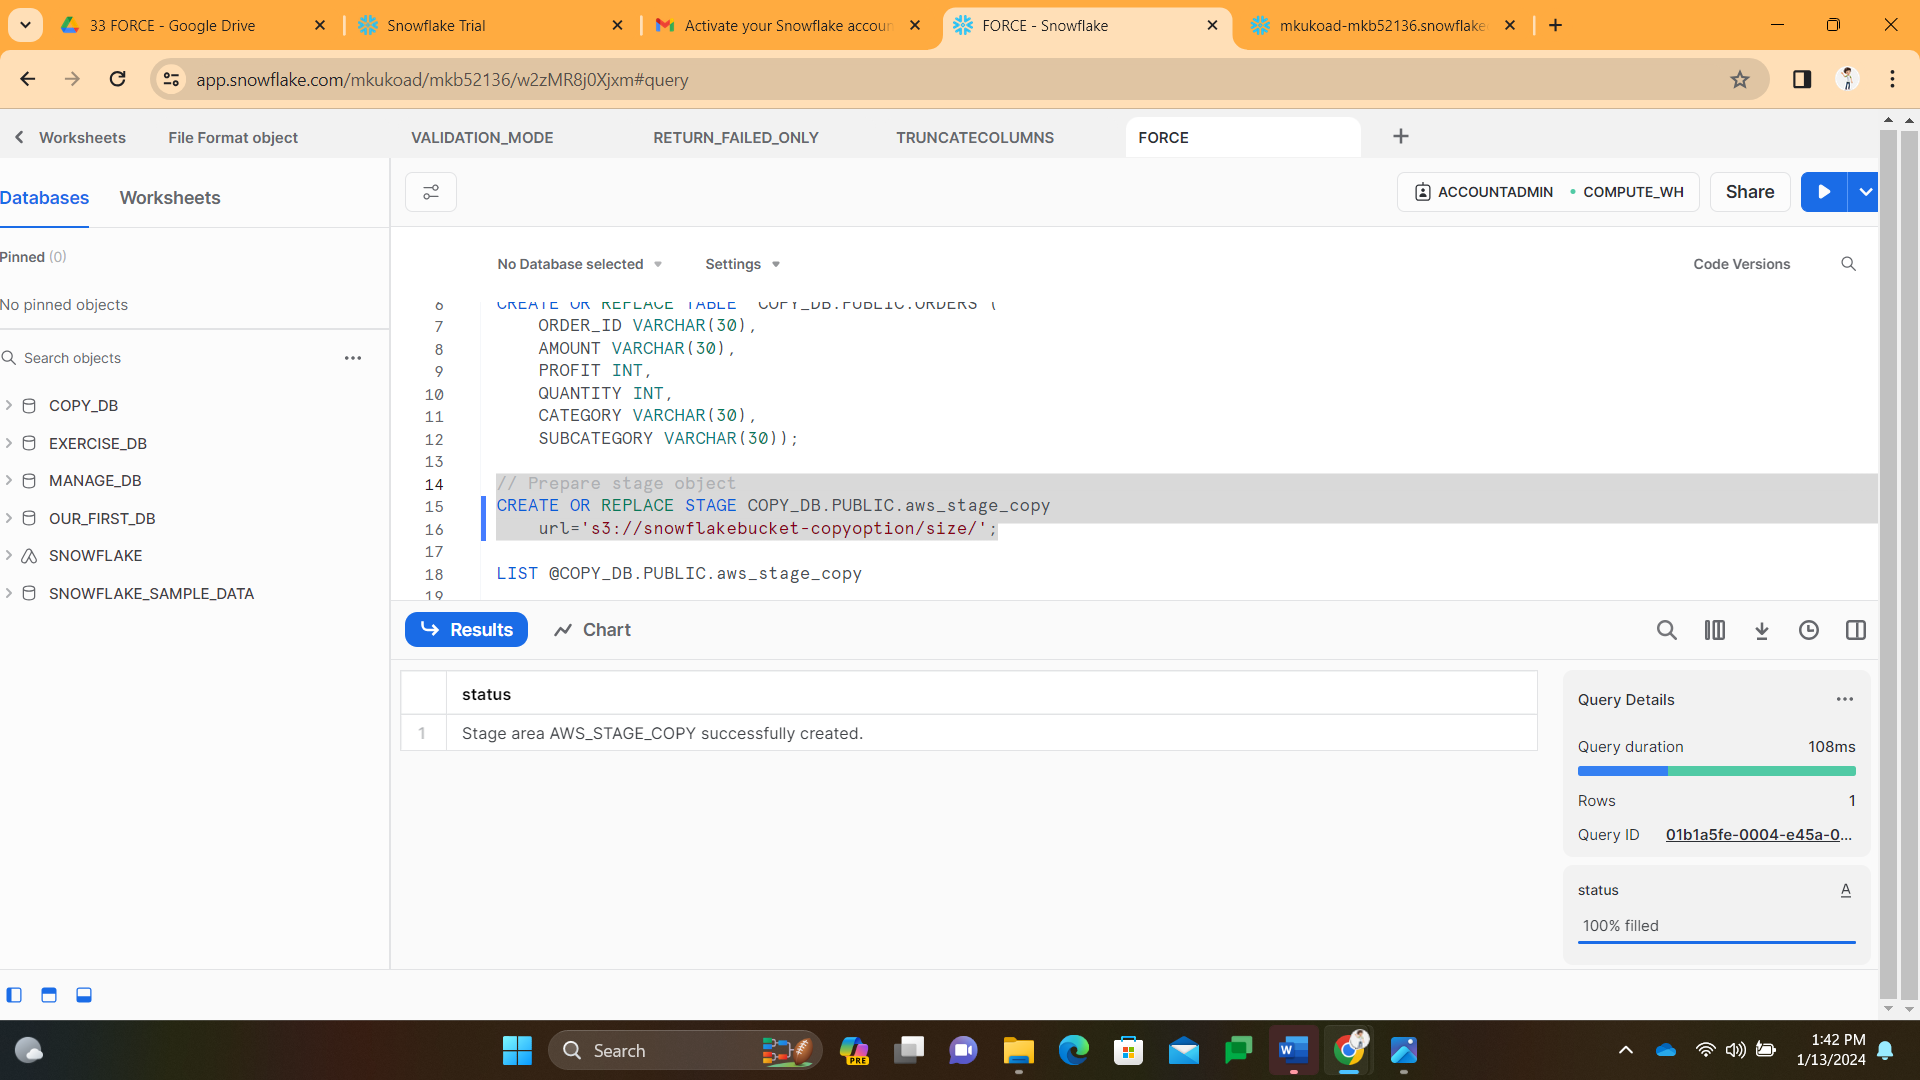 33 FORCE - Google Drive
Snowflake Trial
Activate your Snowflake accoun
FORCE - Snowflake
mkukoad-mkb52136.snowflake
app.snowflake.com/mkukoad/mkb52136/w2zMR8j0Xjxm#query
Worksheets
File Format object
VALIDATION_MODE
RETURN_FAILED_ONLY
TRUNCATECOLUMNS
FORCE
Databases
Worksheets
ACCOUNTADMIN
COMPUTE_WH
Share
Pinned (0)
No pinned objects
Search objects
COPY_DB
EXERCISE_DB
MANAGE_DB
OUR_FIRST_DB
SNOWFLAKE
SNOWFLAKE_SAMPLE_DATA
No Database selected
Settings
Code Versions
6 CREATE OR REPLACE TABLE  COPY_DB.PUBLIC.ORDERS (
7 ORDER_ID VARCHAR(30),
8 AMOUNT VARCHAR(30),
9 PROFIT INT,
10 QUANTITY INT,
11 CATEGORY VARCHAR(30),
12 SUBCATEGORY VARCHAR(30));
13
14 // Prepare stage object
15 CREATE OR REPLACE STAGE COPY_DB.PUBLIC.aws_stage_copy
16 url='s3://snowflakebucket-copyoption/size/';
17
18 LIST @COPY_DB.PUBLIC.aws_stage_copy
19
Results
Chart
status
1 Stage area AWS_STAGE_COPY successfully created.
Query Details
Query duration 108ms
Rows 1
Query ID 01b1a5fe-0004-e45a-0...
status A
100% filled
Search
PRE
1:42 PM
1/13/2024